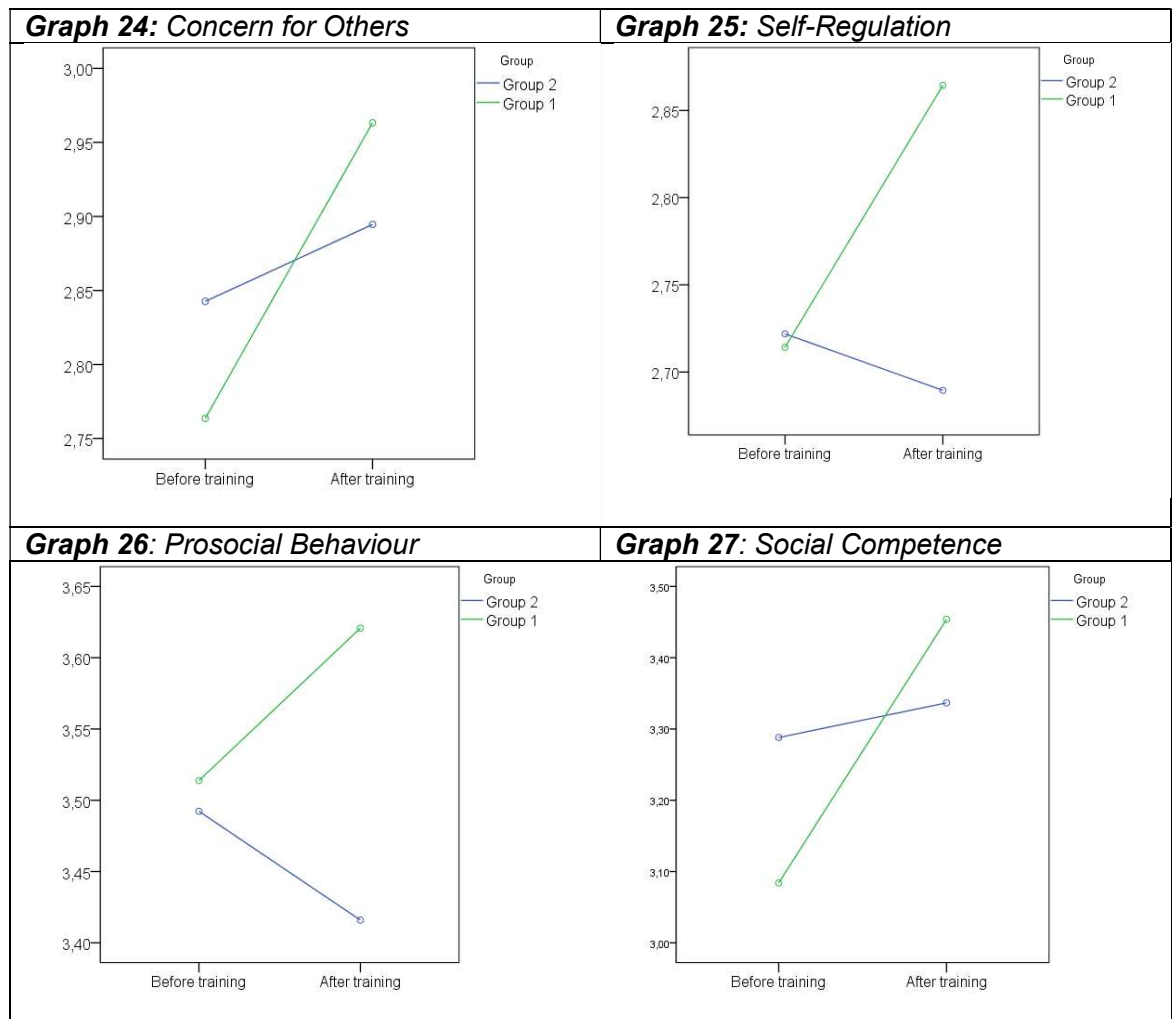 Graph 24: Concern for Others
Group
Group 2
Group 1
3,00
2,95
2,90
2,85
2,80
2,75
Before training After training
Graph 25: Self-Regulation
Group
Group 2
Group 1
2,85
2,80
2,75
2,70
Before training After training
Graph 26: Prosocial Behaviour
Group
Group 2
Group 1
3,65
3,60
3,55
3,50
3,45
3,40
Before training After training
Graph 27: Social Competence
Group
Group 2
Group 1
3,50
3,40
3,30
3,20
3,10
3,00
Before training After training